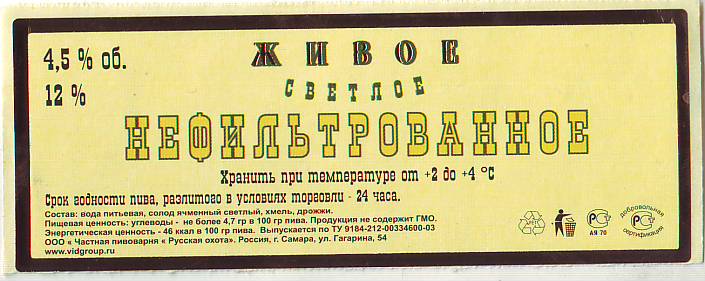 4,5 % об.
ЖИВОЕ
12 %
СВЕТЛОЕ
НЕФИЛЬТРОВАННОЕ
Хранить при температуре от +2 до +4 °С
Срок годности пива, разлитого в условиях торговли - 24 часа.
Состав: вода питьевая, солод ячменный светлый, хмель, дрожжи.
Пищевая ценность: углеводы - не более 4,7 гр в 100 гр пива. Продукция не содержит ГМО.
Энергетическая ценность - 46 ккал в 100 гр пива. Выпускается по ТУ 9184-212-00334600-03
ООО « Частная пивоварня « Русская охота». Россия, г. Самара, ул. Гагарина, 54
www.vidgroup.ru
РСТ
АЯ 70
добровольная
РСТ
сертификация